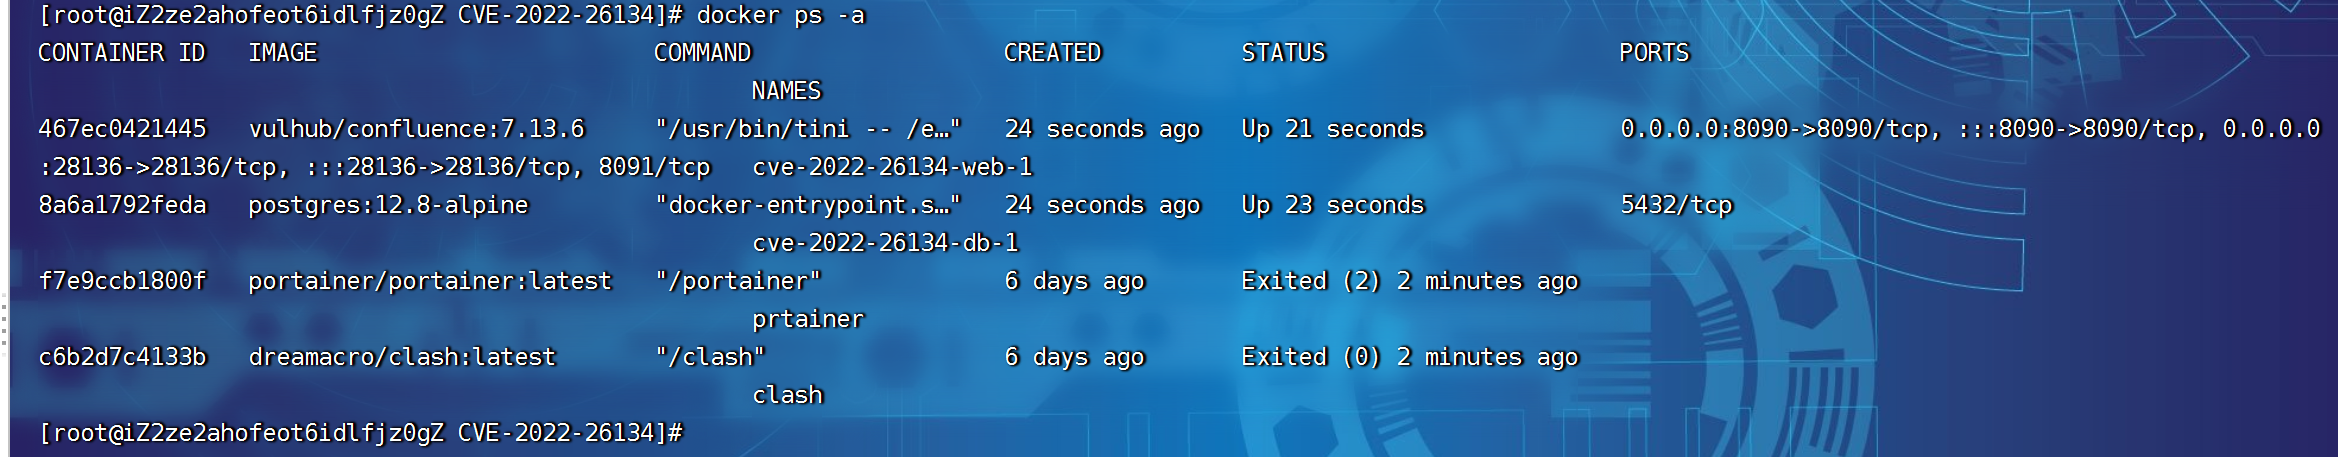 [root@iZ2ze2ahofeot6idlfjz0gZ CVE-2022-26134]# docker ps -a
CONTAINER ID   IMAGE                        COMMAND                  CREATED          STATUS                     PORTS
NAMES
467ec0421445   vulhub/confluence:7.13.6     "/usr/bin/tini -- /e…"   24 seconds ago   Up 21 seconds              0.0.0.0:8090->8090/tcp, :::8090->8090/tcp, 0.0.0.0
:28136->28136/tcp, :::28136->28136/tcp, 8091/tcp   cve-2022-26134-web-1
8a6a1792feda   postgres:12.8-alpine         "docker-entrypoint.s…"   24 seconds ago   Up 23 seconds              5432/tcp
cve-2022-26134-db-1
f7e9ccb1800f   portainer/portainer:latest   "/portainer"             6 days ago       Exited (2) 2 minutes ago
prtainer
c6b2d7c4133b   dreamacro/clash:latest       "/clash"                 6 days ago       Exited (0) 2 minutes ago
clash
[root@iZ2ze2ahofeot6idlfjz0gZ CVE-2022-26134]#